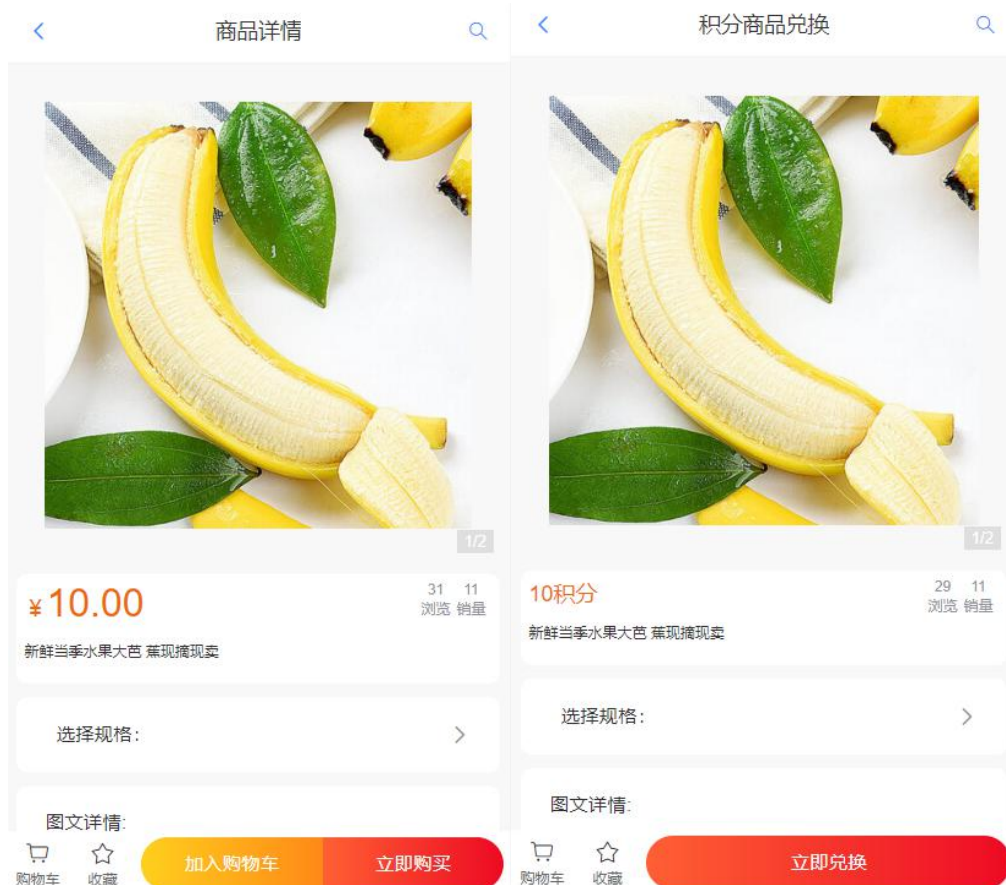 商品详情
1/2
¥10.00
31 11
浏览 销量
新鲜当季水果大芭 蕉现摘现卖
选择规格:
图文详情:
购物车 收藏 加入购物车 立即购买
积分商品兑换
1/2
10积分
29 11
浏览 销量
新鲜当季水果大芭 蕉现摘现卖
选择规格:
图文详情:
购物车 收藏 立即兑换